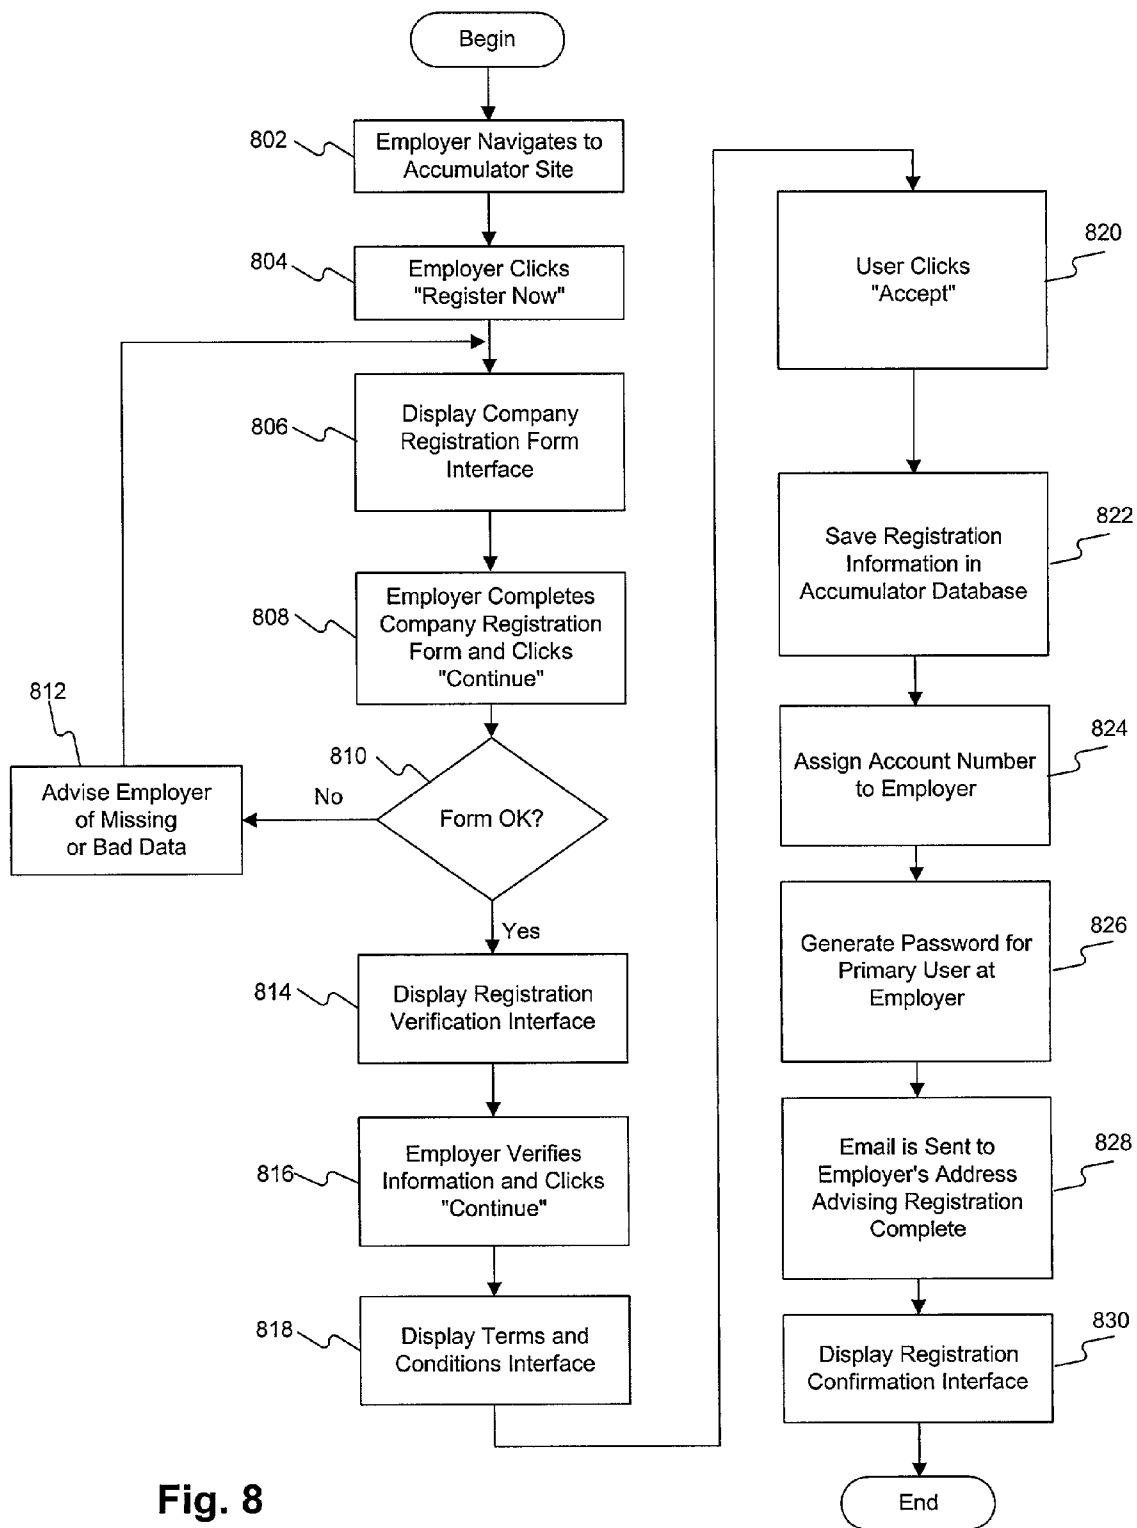 Begin
802
Employer Navigates to
Accumulator Site
804
Employer Clicks
"Register Now"
806
Display Company
Registration Form
Interface
808
Employer Completes
Company Registration
Form and Clicks
"Continue"
810
Form OK?
No
812
Advise Employer
of Missing
or Bad Data
Yes
814
Display Registration
Verification Interface
816
Employer Verifies
Information and Clicks
"Continue"
818
Display Terms and
Conditions Interface
820
User Clicks
"Accept"
822
Save Registration
Information in
Accumulator Database
824
Assign Account Number
to Employer
826
Generate Password for
Primary User at
Employer
828
Email is Sent to
Employer's Address
Advising Registration
Complete
830
Display Registration
Confirmation Interface
End
Fig. 8